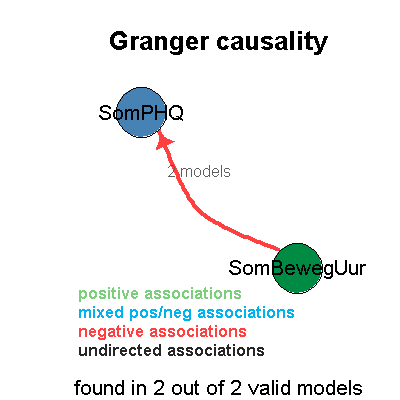 Granger causality
SomPHQ
2 models
SomBewegUur
positive associations
mixed pos/neg associations
negative associations
undirected associations
found in 2 out of 2 valid models